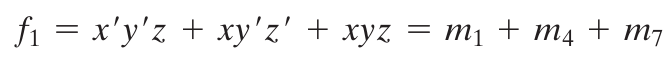 f₁ = x′y′z + xy′z′ + xyz = m₁ + m₄ + m₇